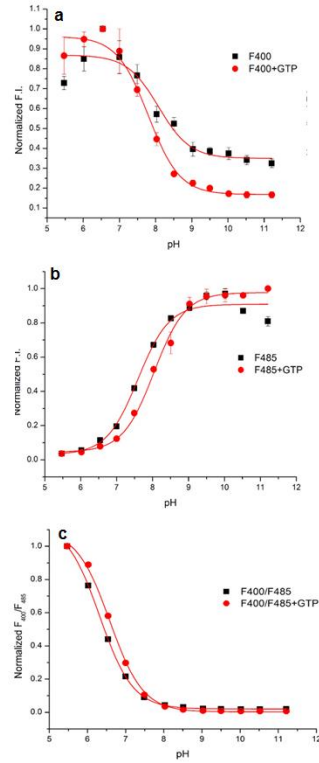 a
F400
F400+GTP
1.1
1.0
0.9
0.8
0.7
0.6
0.5
0.4
0.3
0.2
0.1
Normalized F.I.
5 6 7 8 9 10 11 12
pH
b
F485
F485+GTP
1.0
0.8
0.6
0.4
0.2
0.0
Normalized F.I.
5 6 7 8 9 10 11 12
pH
c
F400/F485
F400/F485+GTP
1.0
0.8
0.6
0.4
0.2
0.0
Normalized F400/F485
5 6 7 8 9 10 11 12
pH